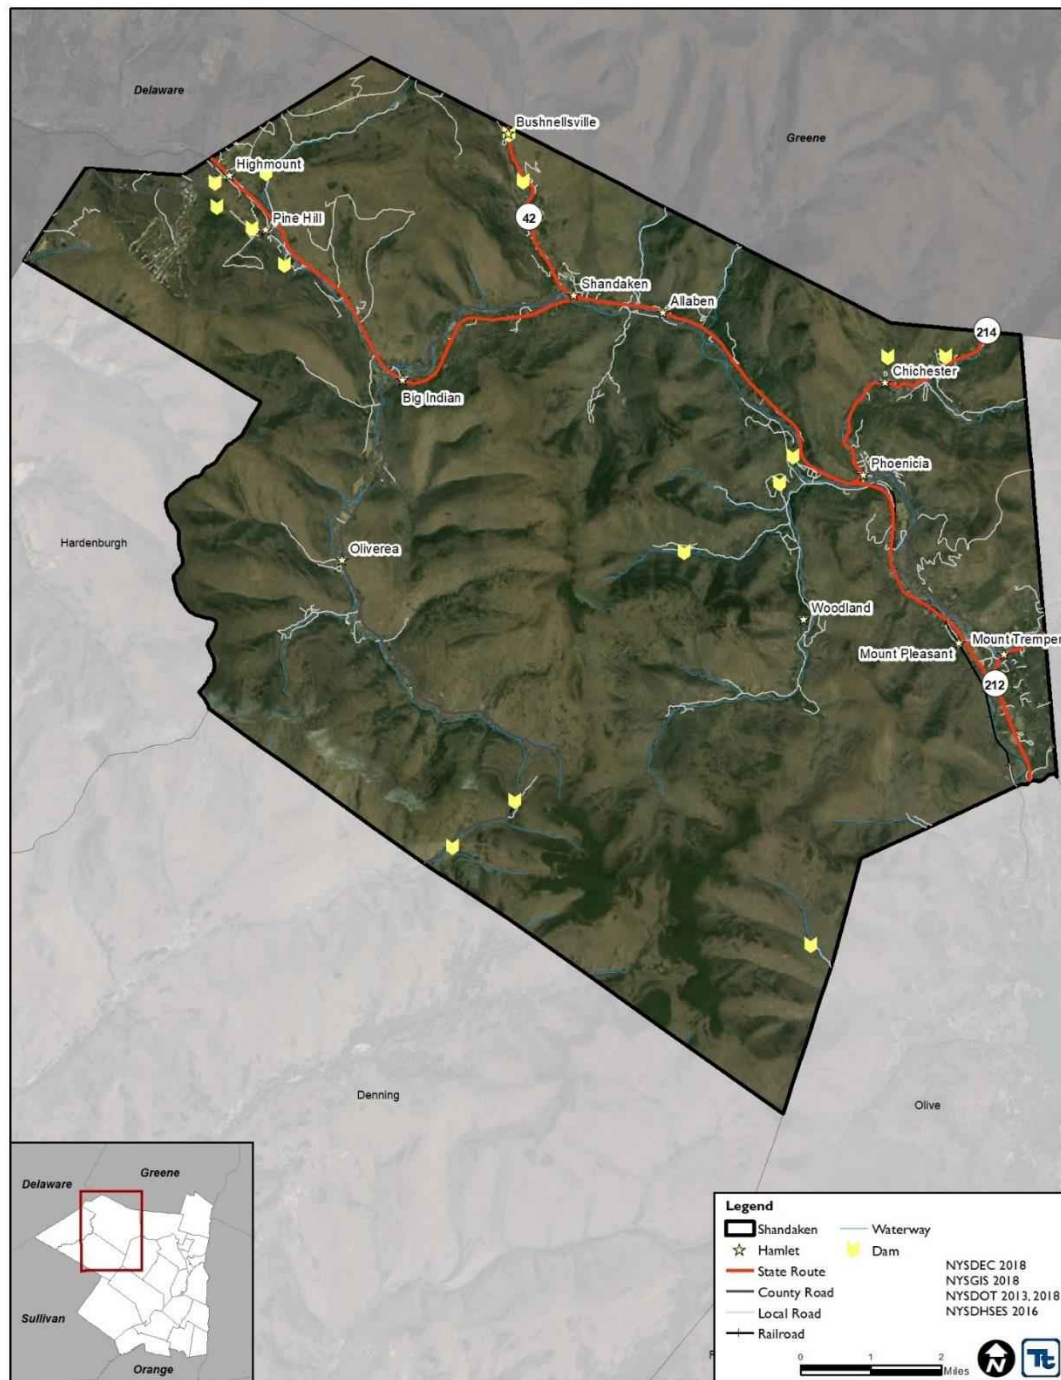 Delaware
Bushnellsville
Greene
Highmount
Pine Hill
42
Shandaken
Allaben
214
Chichester
Big Indian
Phoenicia
Hardenburgh
Oliverea
Woodland
Mount Tremper
Mount Pleasant
212
Denning
Olive
Greene
Delaware
Sullivan
Orange
Legend
Shandaken
Waterway
Hamlet
Dam
State Route
County Road
Local Road
Railroad
NYSDEC 2018
NYSGIS 2018
NYSDOT 2013, 2018
NYSDHSES 2016
0 1 2
Miles
N
Tt